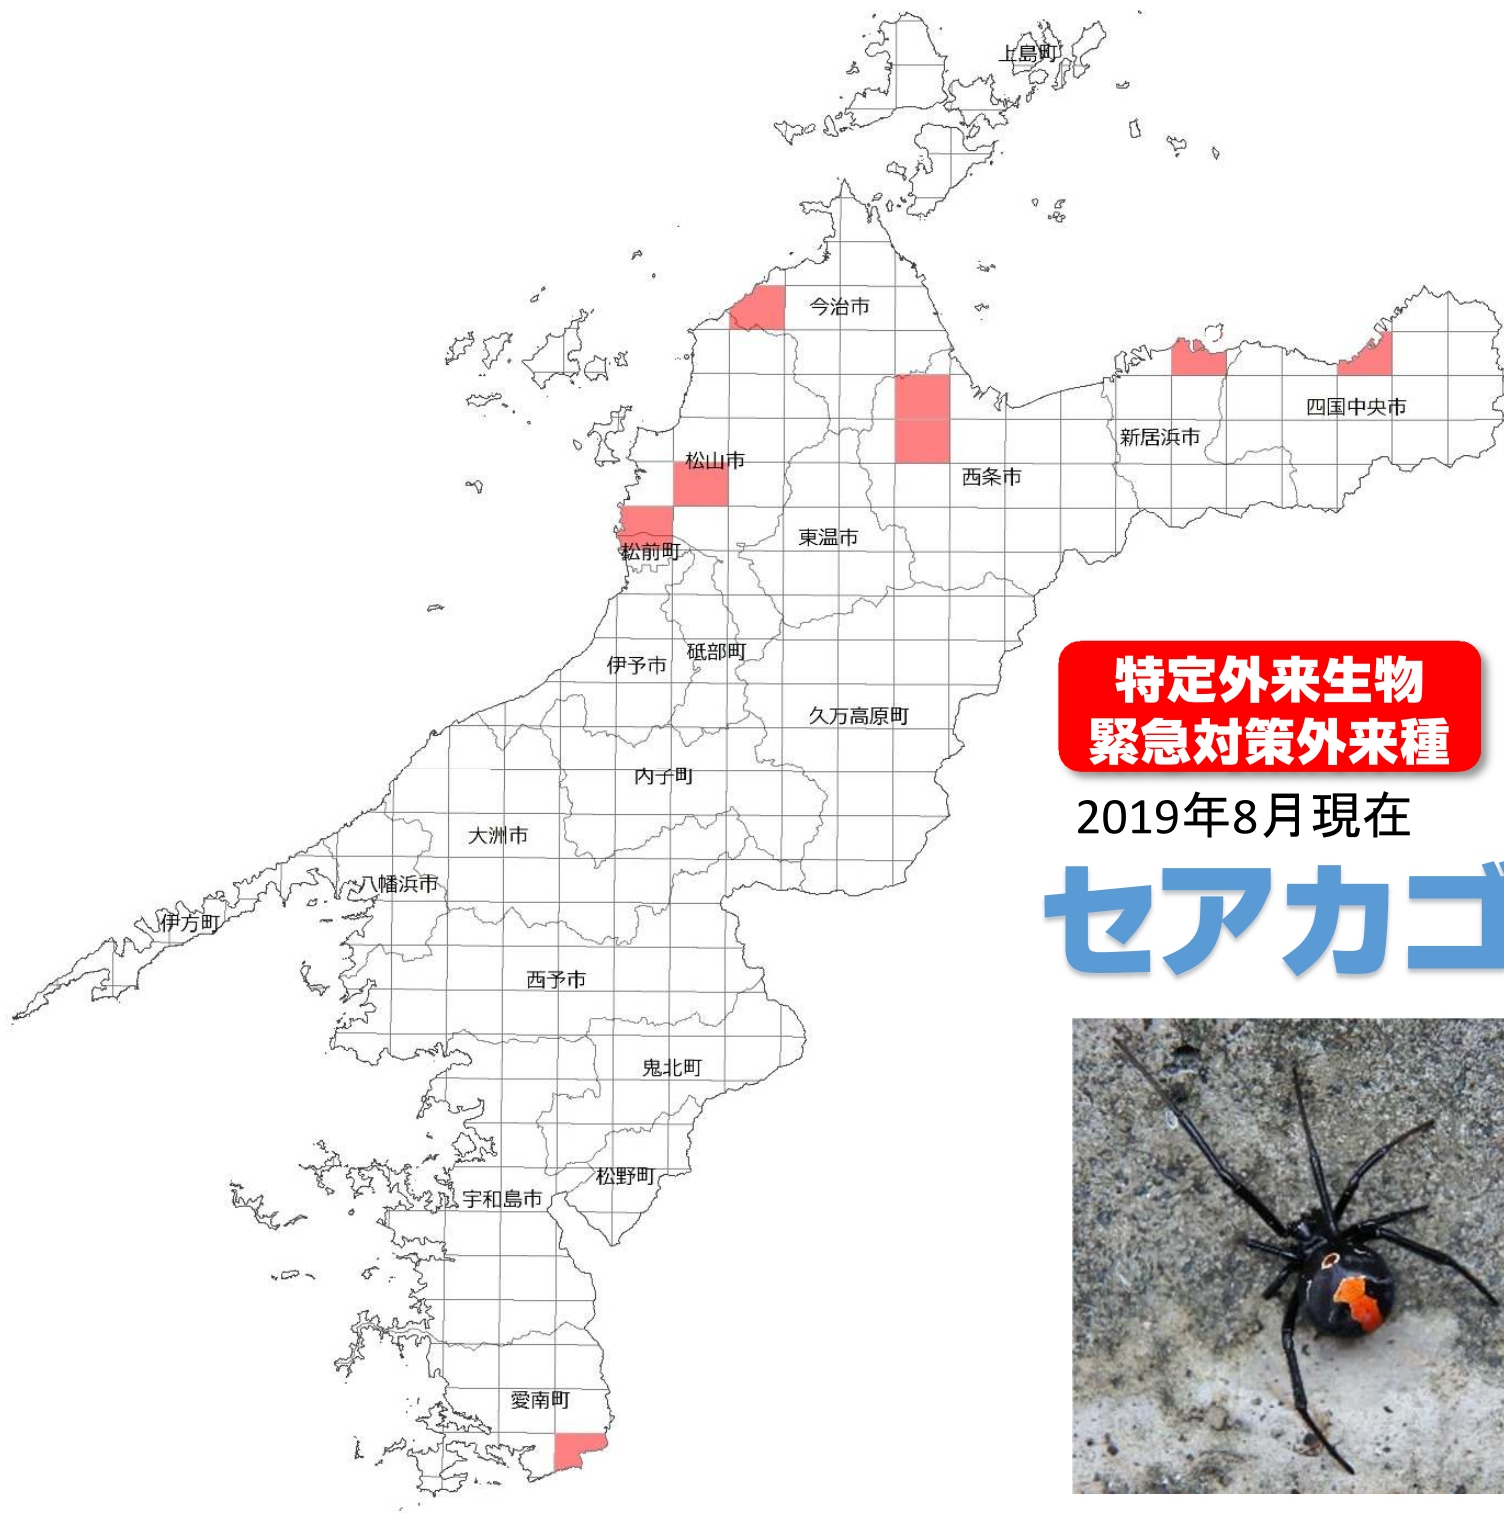 上島町
今治市
四国中央市
新居浜市
松山市
西条市
東温市
松前町
砥部町
伊予市
特定外来生物
緊急対策外来種
久万高原町
内子町
2019年8月現在
大洲市
八幡浜市
セアカゴ
伊方町
西予市
鬼北町
松野町
宇和島市
愛南町